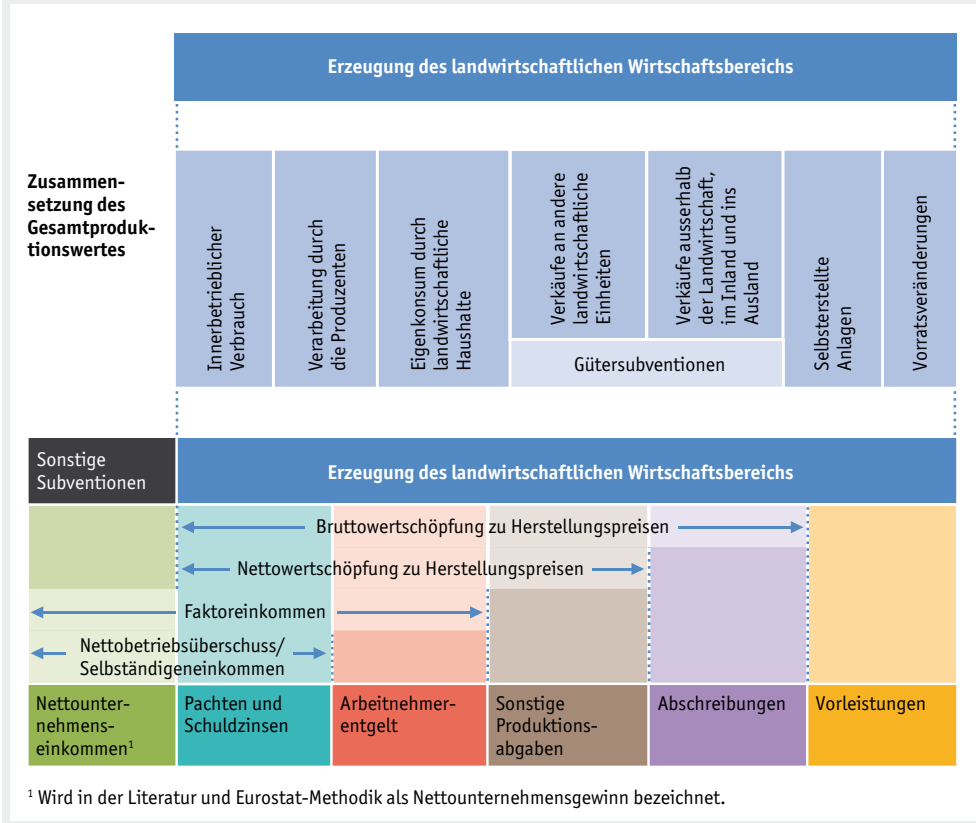 Erzeugung des landwirtschaftlichen Wirtschaftsbereichs
Zusammen-
setzung des
Gesamtproduk-
tionswertes
Innerbetrieblicher
Verbrauch
Verarbeitung durch
die Produzenten
Eigenkonsum durch
landwirtschaftliche
Haushalte
Verkäufe an andere
landwirtschaftliche
Einheiten
Verkäufe ausserhalb
der Landwirtschaft,
im Inland und ins
Ausland
Gütersubventionen
Selbsterstellte
Anlagen
Vorratsveränderungen
Sonstige
Subventionen
Erzeugung des landwirtschaftlichen Wirtschaftsbereichs
Bruttowertschöpfung zu Herstellungspreisen
Nettowertschöpfung zu Herstellungspreisen
Faktoreinkommen
Nettobetriebsüberschuss/
Selbständigeneinkommen
Nettounter-
nehmens-
einkommen¹
Pachten und
Schuldzinsen
Arbeitnehmer-
entgelt
Sonstige
Produktions-
abgaben
Abschreibungen
Vorleistungen
¹ Wird in der Literatur und Eurostat-Methodik als Nettounternehmensgewinn bezeichnet.